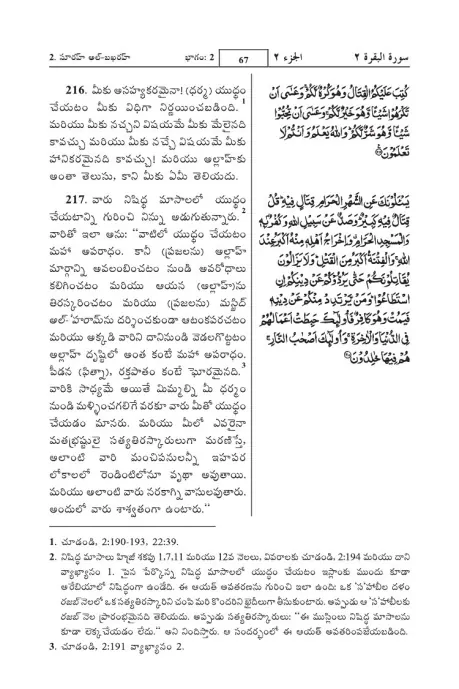 2. సూరహ్ అల్-బఖరహ్ భాగం: 2 67 الجزء ٢ سورة البقرة ٢
216. మీకు అసహ్యకరమైనా! (ధర్మ) యుద్ధం
చేయటం మీకు విధిగా నిర్ణయించబడింది.1
మరియు మీకు నచ్చని విషయమే మీకు మేలైనది
కావచ్చు మరియు మీకు నచ్చే విషయమే మీకు
హానికరమైనది కావచ్చు! మరియు అల్లాహ్‌కు
అంతా తెలుసు, కాని మీకు ఏమీ తెలియదు.
217. వారు నిషిద్ధ మాసాలలో యుద్ధం
చేయటాన్ని గురించి నిన్ను అడుగుతున్నారు.2
వారితో ఇలా అను: "వాటిలో యుద్ధం చేయటం
మహా అపరాధం. కానీ (ప్రజలను) అల్లాహ్
మార్గాన్ని అవలంబించటం నుండి అవరోధాలు
కలిగించటం మరియు ఆయన (అల్లాహ్)ను
తిరస్కరించటం మరియు (ప్రజలను) మస్జిద్
అల్-'హరామ్‌ను దర్శించకుండా ఆటంకపరచటం
మరియు అక్కడి వారిని దానినుండి వెడలగొట్టటం
అల్లాహ్ దృష్టిలో అంత కంటే మహా అపరాధం.
పీడన (ఫిత్నా), రక్తపాతం కంటే ఘోరమైనది.3
వారికి సాధ్యమే అయితే మిమ్మల్ని మీ ధర్మం
నుండి మళ్ళించగలిగే వరకూ వారు మీతో యుద్ధం
చేయడం మానరు. మరియు మీలో ఎవరైనా
మతభ్రష్టులై సత్యతిరస్కారులుగా మరణిస్తే,
అలాంటి వారి మంచిపనులన్నీ ఇహపర
లోకాలలో రెండింటిలోనూ వృథా అవుతాయి.
మరియు అలాంటి వారు నరకాగ్ని వాసులవుతారు.
అందులో వారు శాశ్వతంగా ఉంటారు."
كُتِبَ عَلَيْكُمُ الْقِتَالُ وَهُوَ كُرْهٌ لَّكُمْ وَعَسَىٰ أَن
تَكْرَهُوا شَيْئًا وَهُوَ خَيْرٌ لَّكُمْ وَعَسَىٰ أَن تُحِبُّوا
شَيْئًا وَهُوَ شَرٌّ لَّكُمْ وَاللَّهُ يَعْلَمُ وَأَنتُمْ لَا
تَعْلَمُونَ
يَسْئَلُونَكَ عَنِ الشَّهْرِ الْحَرَامِ قِتَالٍ فِيهِ قُلْ
قِتَالٌ فِيهِ كَبِيرٌ وَصَدٌّ عَن سَبِيلِ اللَّهِ وَكُفْرٌ بِهِ
وَالْمَسْجِدِ الْحَرَامِ وَإِخْرَاجُ أَهْلِهِ مِنْهُ أَكْبَرُ عِندَ
اللَّهِ وَالْفِتْنَةُ أَكْبَرُ مِنَ الْقَتْلِ وَلَا يَزَالُونَ
يُقَاتِلُونَكُمْ حَتَّىٰ يَرُدُّوكُمْ عَن دِينِكُمْ إِنِ
اسْتَطَاعُوا وَمَن يَرْتَدِدْ مِنكُمْ عَن دِينِهِ
فَيَمُتْ وَهُوَ كَافِرٌ فَأُولَٰئِكَ حَبِطَتْ أَعْمَالُهُمْ
فِي الدُّنْيَا وَالْآخِرَةِ وَأُولَٰئِكَ أَصْحَابُ النَّارِ
هُمْ فِيهَا خَالِدُونَ
1. చూడండి, 2:190-193, 22:39.
2. నిషిద్ధ మాసాలు హిజ్రీ శకపు 1,7,11 మరియు 12వ నెలలు, వివరాలకు చూడండి, 2:194 మరియు దాని
వ్యాఖ్యానం 1. పైన పేర్కొన్న నిషిద్ధ మాసాలలో యుద్ధం చేయటం ఇస్లాంకు ముందు కూడా
అరేబియాలో నిషిద్ధంగా ఉండేది. ఈ ఆయత్ అవతరణను గురించి ఇలా ఉంది: ఒక 'స'హాబీల దళం
రజబ్ నెలలో ఒక సత్యతిరస్కారిని చంపి మరి కొందరిని ఖైదీలుగా తీసుకుంటారు. అప్పుడు ఆ 'స'హాబీలకు
రజబ్ నెల ప్రారంభమైనది తెలియదు. అప్పుడు సత్యతిరస్కారులు: "ఈ ముస్లింలు నిషిద్ధ మాసాలను
కూడా లెక్కచేయడం లేదు." అని నిందిస్తారు. ఆ సందర్భంలో ఈ ఆయత్ అవతరింపజేయబడింది.
3. చూడండి, 2:191 వ్యాఖ్యానం 2.